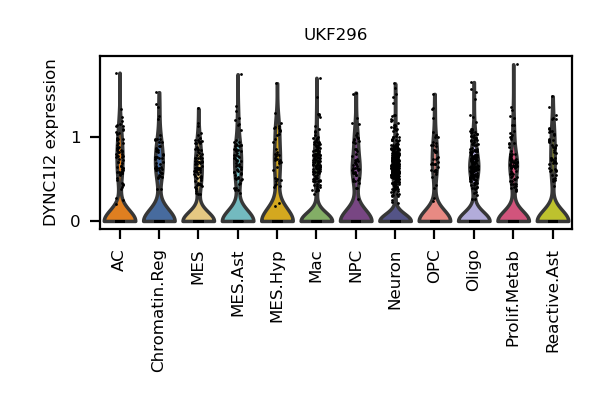 UKF296
DYNC1I2 expression
1
0
AC
Chromatin.Reg
MES
MES.Ast
MES.Hyp
Mac
NPC
Neuron
OPC
Oligo
Prolif.Metab
Reactive.Ast